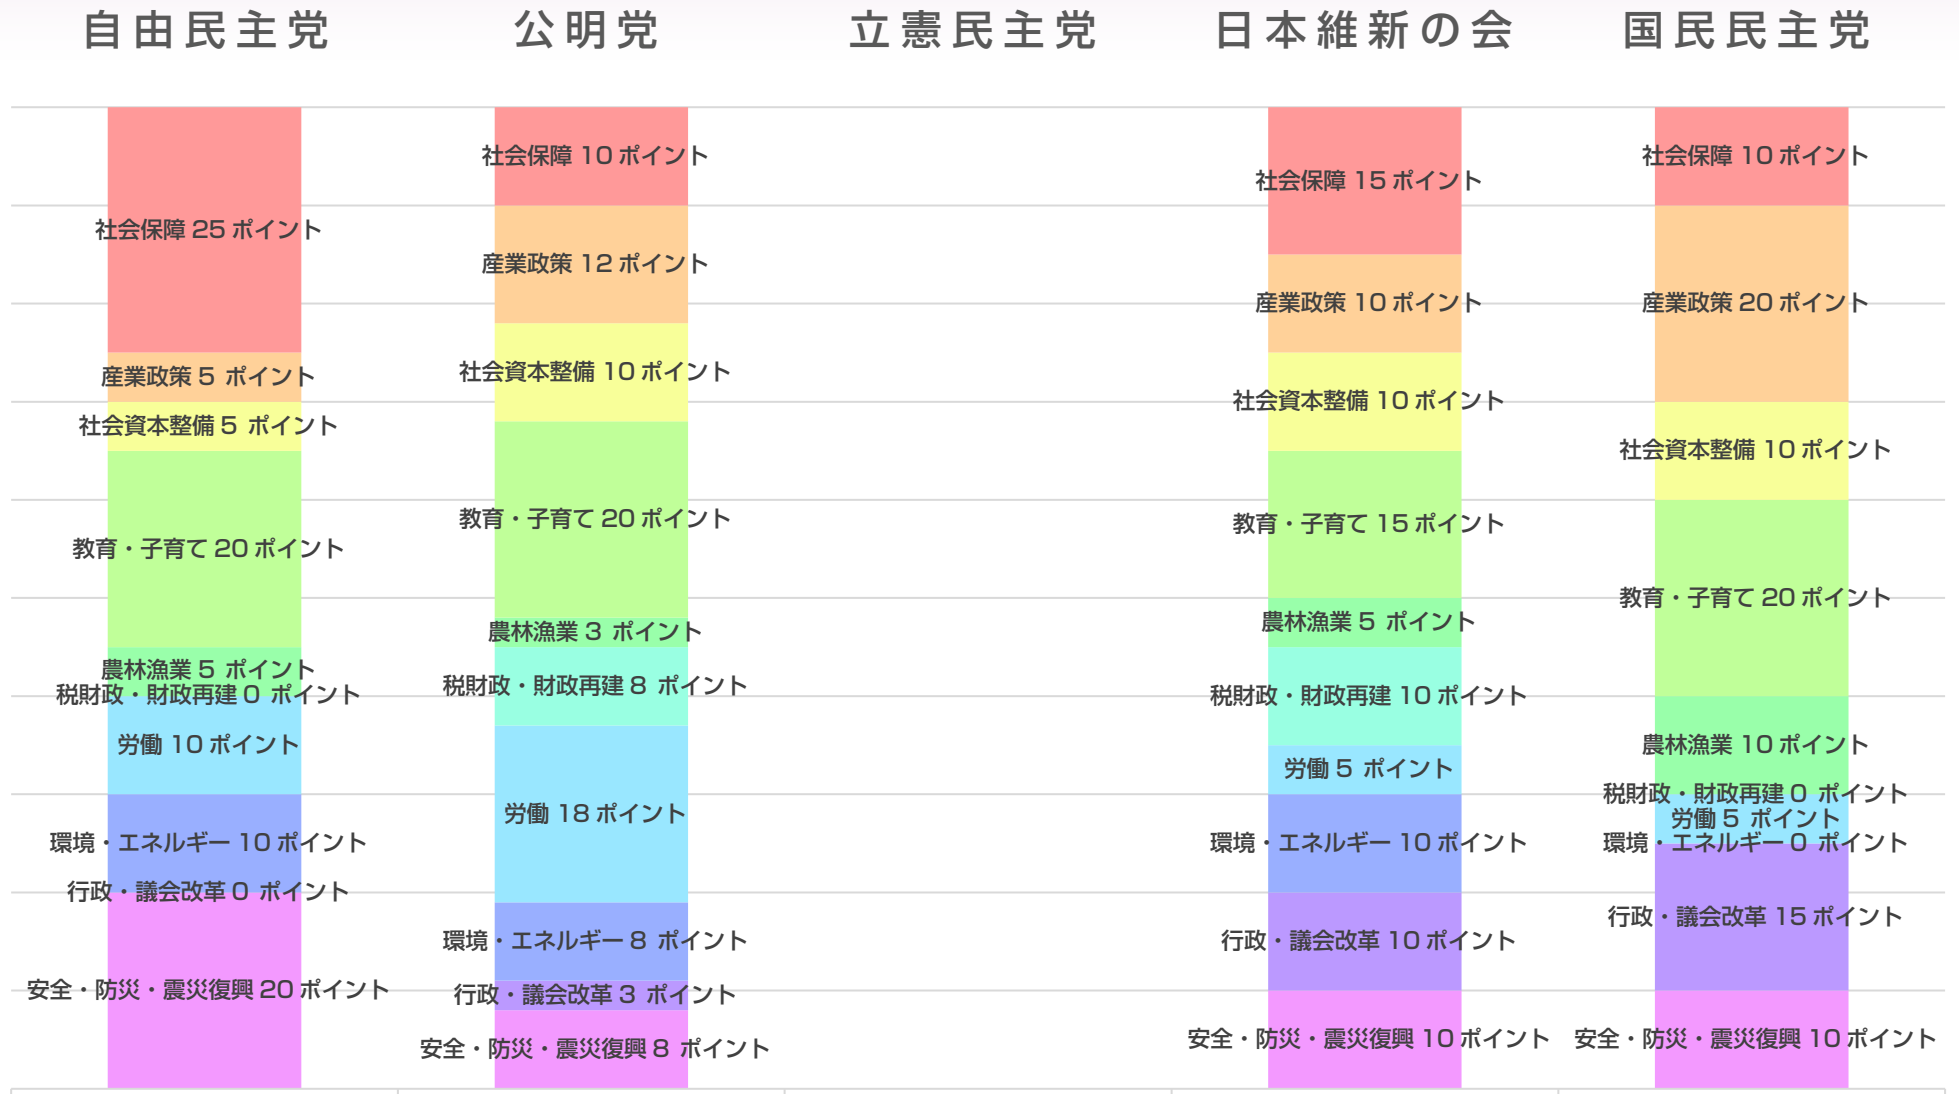 自由民主党
公明党
立憲民主党
日本維新の会
国民民主党
社会保障 25 ポイント
産業政策 5 ポイント
社会資本整備 5 ポイント
教育・子育て 20 ポイント
農林漁業 5 ポイント
税財政・財政再建 0 ポイント
労働 10 ポイント
環境・エネルギー 10 ポイント
行政・議会改革 0 ポイント
安全・防災・震災復興 20 ポイント
社会保障 10 ポイント
産業政策 12 ポイント
社会資本整備 10 ポイント
教育・子育て 20 ポイント
農林漁業 3 ポイント
税財政・財政再建 8 ポイント
労働 18 ポイント
環境・エネルギー 8 ポイント
行政・議会改革 3 ポイント
安全・防災・震災復興 8 ポイント
社会保障 15 ポイント
産業政策 10 ポイント
社会資本整備 10 ポイント
教育・子育て 15 ポイント
農林漁業 5 ポイント
税財政・財政再建 10 ポイント
労働 5 ポイント
環境・エネルギー 10 ポイント
行政・議会改革 10 ポイント
安全・防災・震災復興 10 ポイント
社会保障 10 ポイント
産業政策 20 ポイント
社会資本整備 10 ポイント
教育・子育て 20 ポイント
農林漁業 10 ポイント
税財政・財政再建 0 ポイント
労働 5 ポイント
環境・エネルギー 0 ポイント
行政・議会改革 15 ポイント
安全・防災・震災復興 10 ポイント